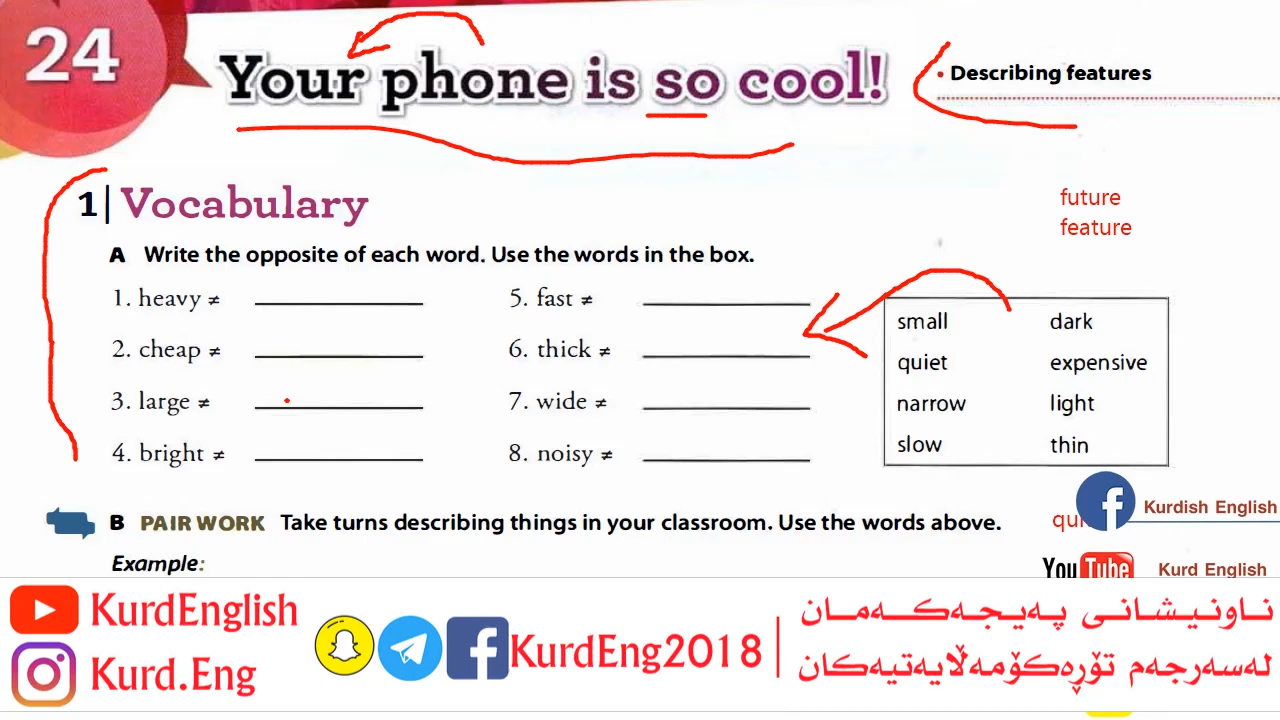 24
Your phone is so cool!
• Describing features
1 Vocabulary
future
feature
A Write the opposite of each word. Use the words in the box.
1. heavy ≠
2. cheap ≠
3. large ≠
4. bright ≠
5. fast ≠
6. thick ≠
7. wide ≠
8. noisy ≠
small dark
quiet expensive
narrow light
slow thin
B PAIR WORK Take turns describing things in your classroom. Use the words above.
Example:
Kurdish English
YouTube Kurd English
KurdEnglish
Kurd.Eng
KurdEng2018
ناونیشانی پەیجەکەمان
لەسەرجەم تۆڕەکۆمەڵایەتیەکان